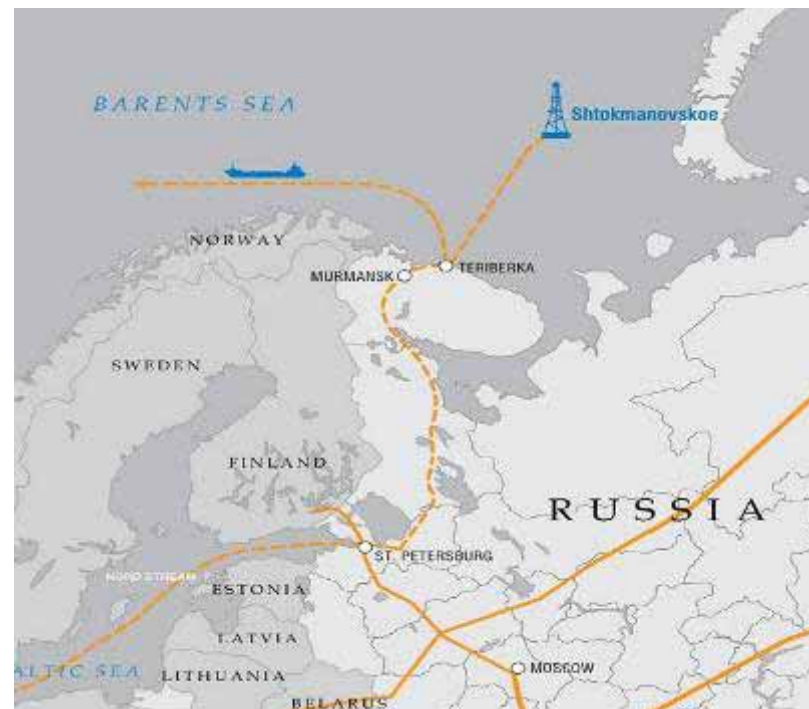 BARENTS SEA
Shtokmanovskoe
NORWAY
TERIBERKA
MURMANSK
SWEDEN
FINLAND
RUSSIA
ST. PETERSBURG
NORD STREAM
ESTONIA
LATVIA
MOSCOW
ALTIC SEA
LITHUANIA
BELARUS